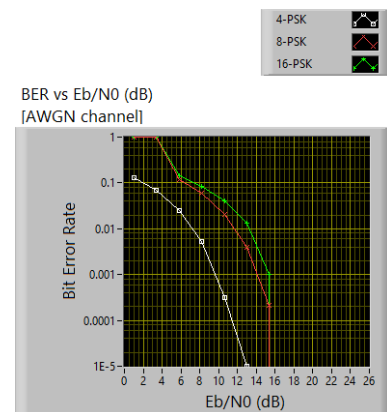 4-PSK
8-PSK
16-PSK
BER vs Eb/N0 (dB)
[AWGN channel]
Bit Error Rate
1
0.1
0.01
0.001
0.0001
1E-5
0 2 4 6 8 10 12 14 16 18 20 22 24 26
Eb/N0 (dB)